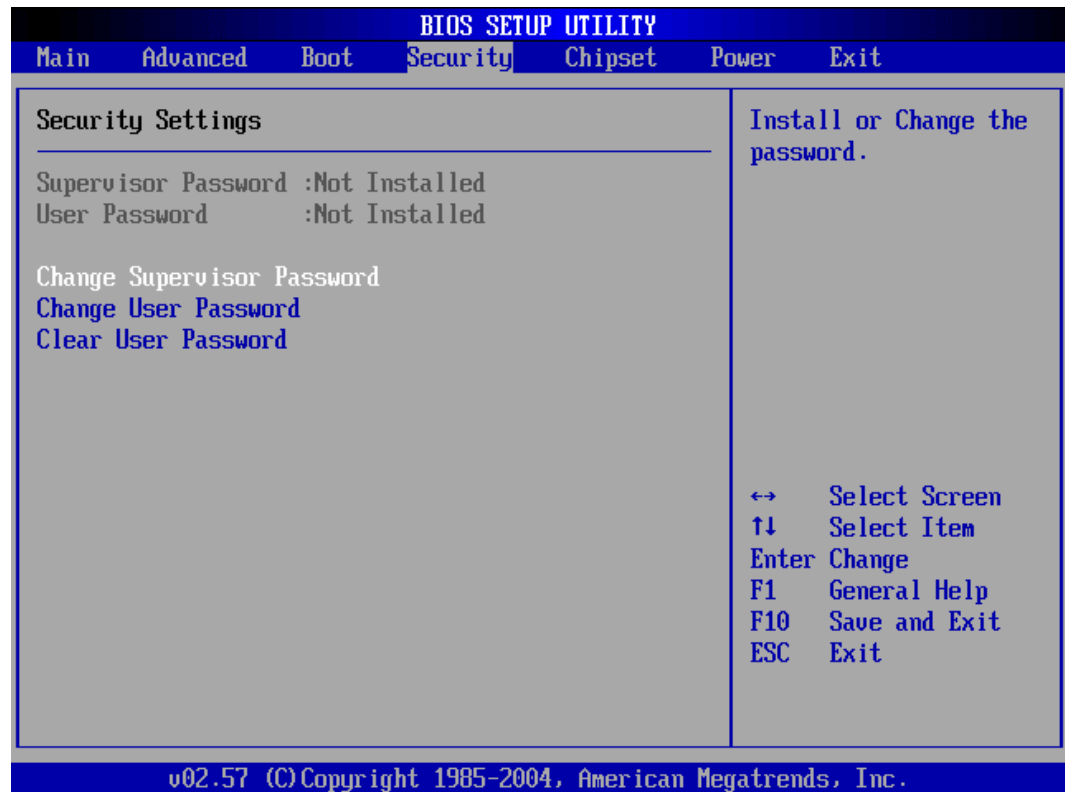 BIOS SETUP UTILITY
Main Advanced Boot Security Chipset Power Exit
Security Settings
Supervisor Password :Not Installed
User Password :Not Installed
Change Supervisor Password
Change User Password
Clear User Password
Install or Change the
password.
←→ Select Screen
↑↓ Select Item
Enter Change
F1 General Help
F10 Save and Exit
ESC Exit
v02.57 (C)Copyright 1985-2004, American Megatrends, Inc.